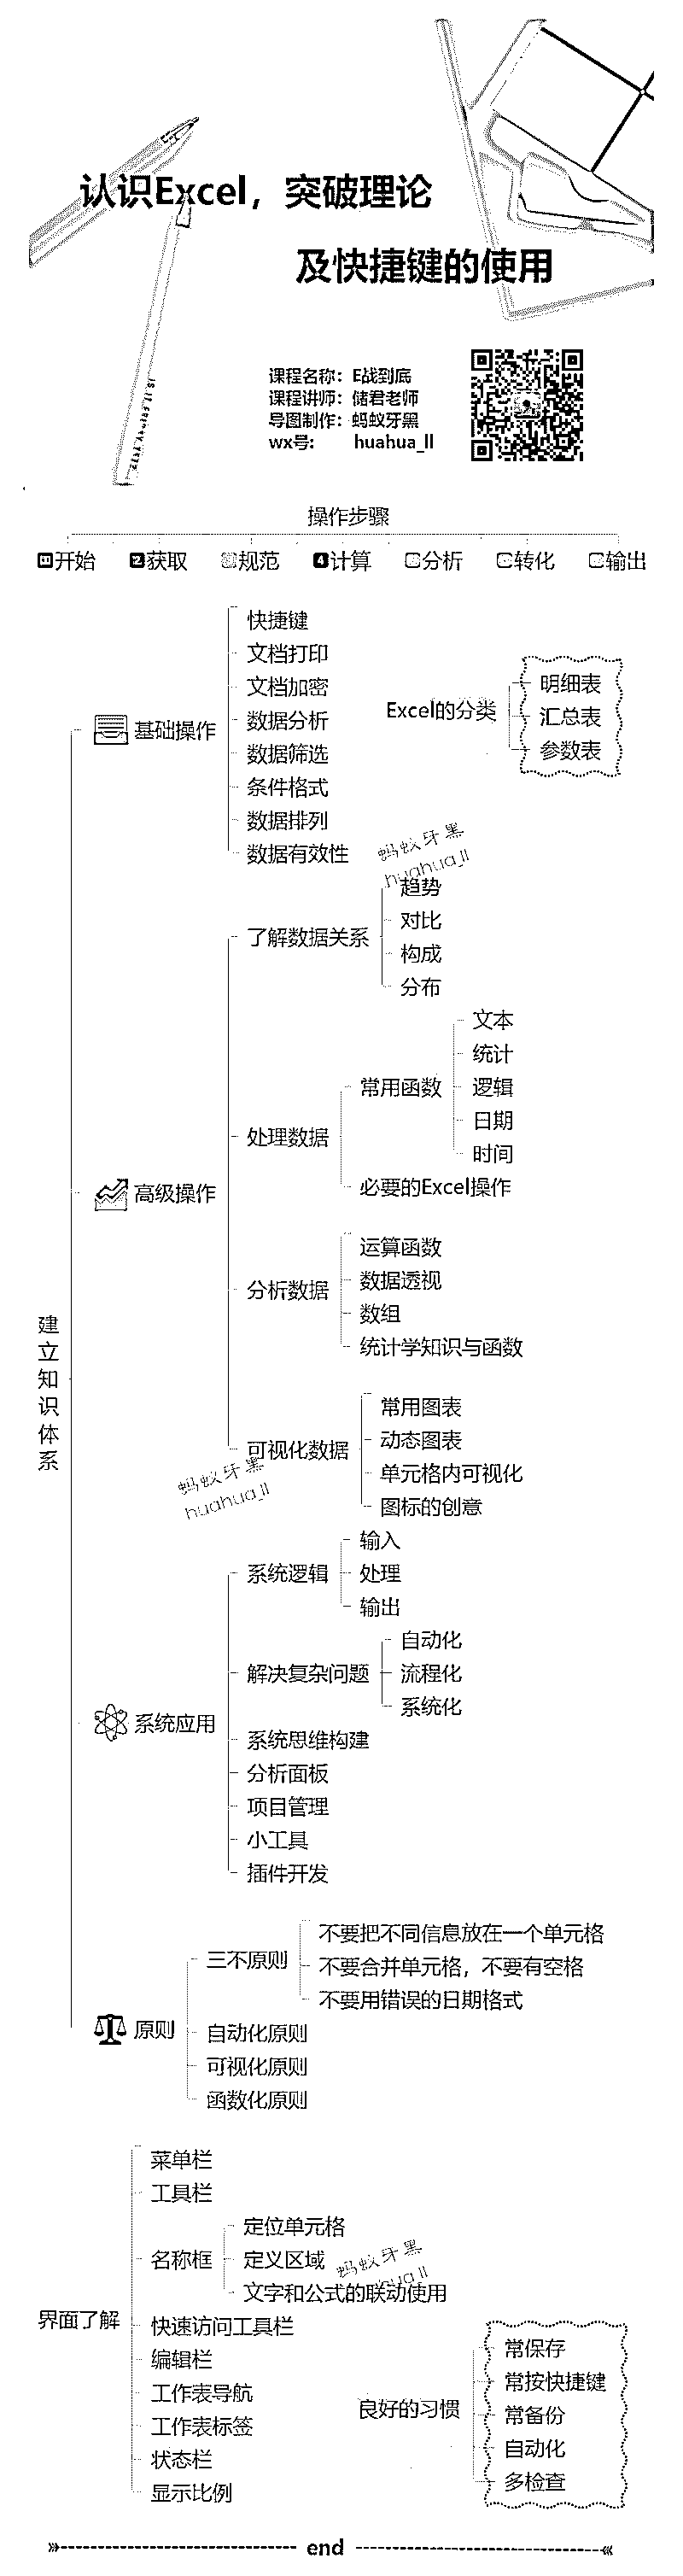 认识Excel，突破理论
及快捷键的使用
课程名称：E战到底
课程讲师：储君老师
导图制作：蚂蚁牙黑
wx号： huahua_ll
操作步骤
1开始 2获取 规范 4计算 分析 转化 输出
建立知识体系
基础操作
快捷键
文档打印
文档加密
数据分析
数据筛选
条件格式
数据排列
数据有效性
Excel的分类
明细表
汇总表
参数表
蚂蚁牙黑
huahua_ll
高级操作
了解数据关系
趋势
对比
构成
分布
处理数据
常用函数
文本
统计
逻辑
日期
时间
必要的Excel操作
分析数据
运算函数
数据透视
数组
统计学知识与函数
可视化数据
常用图表
动态图表
单元格内可视化
图标的创意
蚂蚁牙黑
huahua_ll
系统应用
系统逻辑
输入
处理
输出
解决复杂问题
自动化
流程化
系统化
系统思维构建
分析面板
项目管理
小工具
插件开发
原则
三不原则
不要把不同信息放在一个单元格
不要合并单元格，不要有空格
不要用错误的日期格式
自动化原则
可视化原则
函数化原则
界面了解
菜单栏
工具栏
名称框
定位单元格
定义区域
文字和公式的联动使用
蚂蚁牙黑
快速访问工具栏
编辑栏
工作表导航
工作表标签
状态栏
显示比例
良好的习惯
常保存
常按快捷键
常备份
自动化
多检查
end